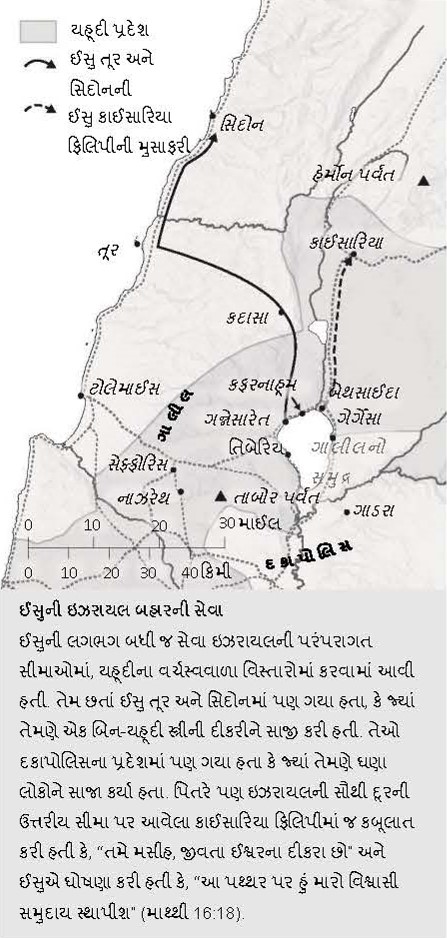 યહૂદી પ્રદેશ
ઈસુ તૂર અને
સિદોનની
ઈસુ કાઈસારિયા
ફિલિપીની મુસાફરી
સિદોન
હેર્મોન પર્વત
તૂર
કાઈસારિયા
કદાસા
ટોલેમાઈસ
ગાલીલ
કફરનાહૂમ
બેથસાઈદા
ગન્નેસારેત
ગેર્ગેસા
તિબેરિય
ગાલીલનો
સમુદ્ર
સેફફોરિસ
નાઝરેથ
તાબોર પર્વત
ગાડરા
0 10 20 30
માઈલ
દકાપોલિસ
0 10 20 40 કિમી
ઈસુની ઇઝરાયલ બહારની સેવા
ઈસુની લગભગ બધી જ સેવા ઇઝરાયલની પરંપરાગત
સીમાઓમાં, યહૂદીના વર્ચસ્વવાળા વિસ્તારોમાં કરવામાં આવી
હતી. તેમ છતાં ઈસુ તૂર અને સિદોનમાં પણ ગયા હતા, કે જ્યાં
તેમણે એક બિન-યહૂદી સ્ત્રીની દીકરીને સાજી કરી હતી. તેઓ
દકાપોલિસના પ્રદેશમાં પણ ગયા હતા કે જ્યાં તેમણે ઘણા
લોકોને સાજા કર્યા હતા. પિતરે પણ ઇઝરાયલની સૌથી દૂરની
ઉત્તરીય સીમા પર આવેલા કાઈસારિયા ફિલિપીમાં જ કબૂલાત
કરી હતી કે, “તમે મસીહ, જીવતા ઈશ્વરના દીકરા છો” અને
ઈસુએ ઘોષણા કરી હતી કે, “આ પથ્થર પર હું મારો વિશ્વાસી
સમુદાય સ્થાપીશ” (માથ્થી 16:18).